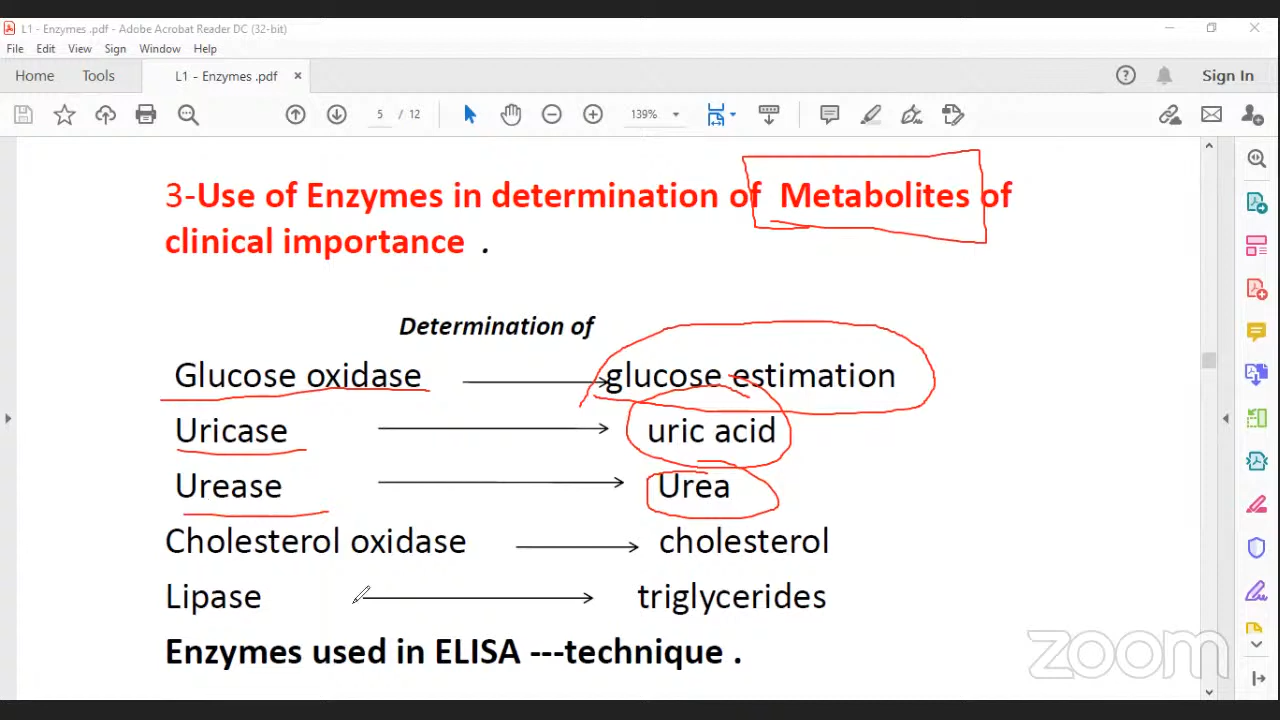 L1 - Enzymes .pdf - Adobe Acrobat Reader DC (32-bit)
File Edit View Sign Window Help
Home Tools L1 - Enzymes .pdf × Sign In
5 / 12 139%
3-Use of Enzymes in determination of Metabolites of
clinical importance .
Determination of
Glucose oxidase glucose estimation
Uricase uric acid
Urease Urea
Cholesterol oxidase cholesterol
Lipase triglycerides
Enzymes used in ELISA ---technique .
zoom